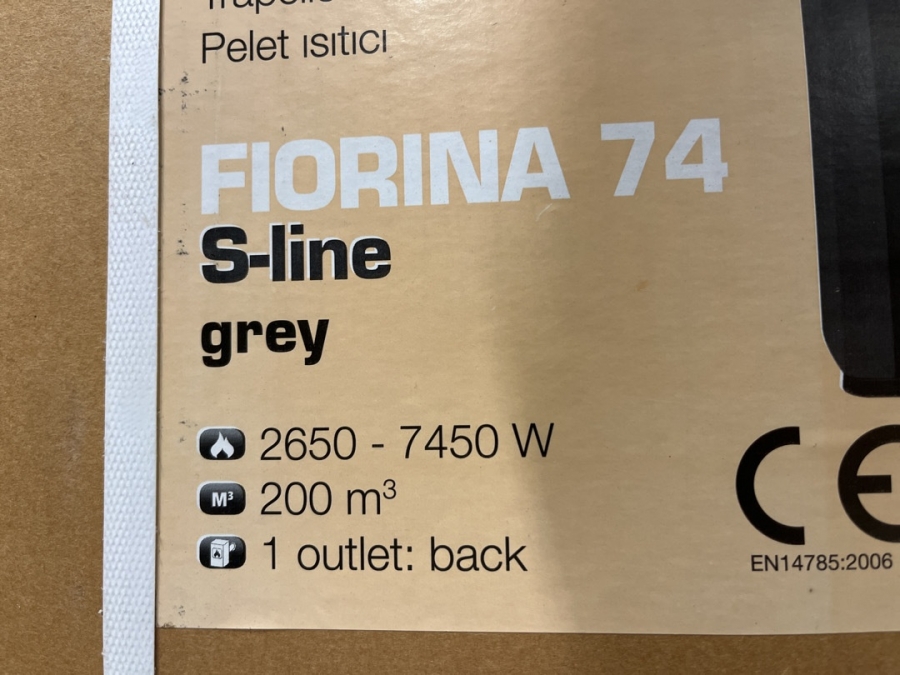 Pelet ısıtıcı
FIORINA 74
S-line
grey
2650 - 7450 W
M³ 200 m³
1 outlet: back
CE
EN14785:2006